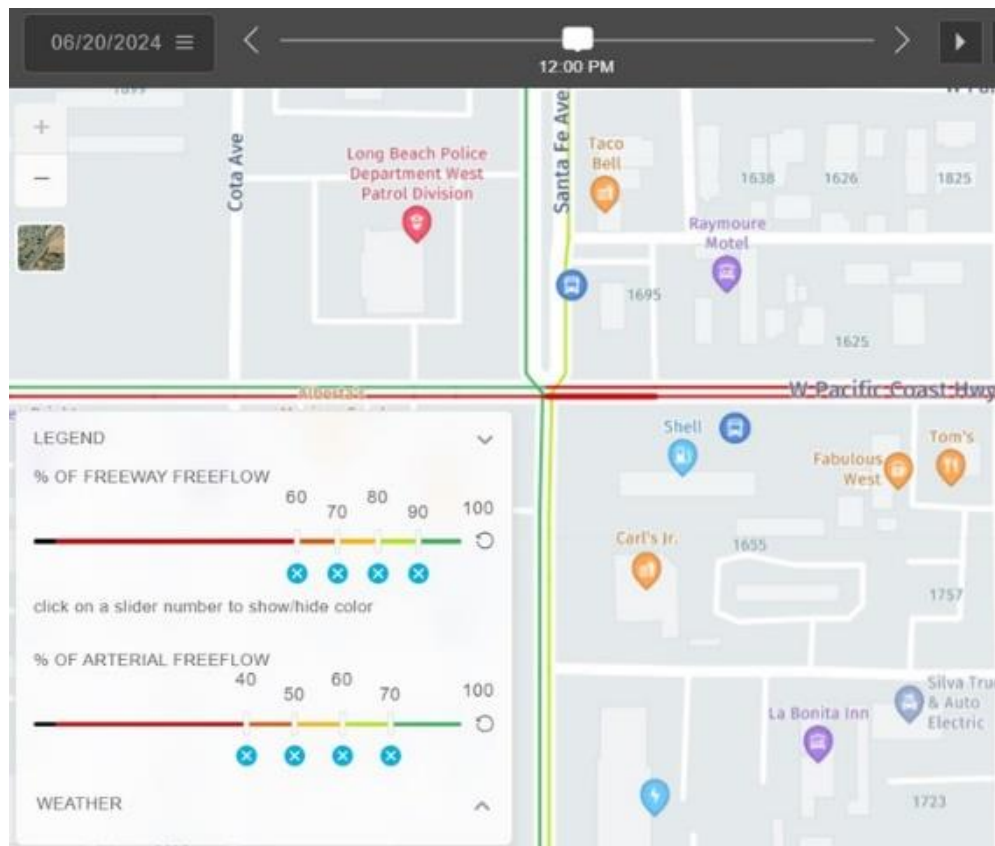 06/20/2024
12:00 PM
Cota Ave
Long Beach Police
Department West
Patrol Division
Santa Fe Ave
Taco
Bell
1638
1626
1825
Raymoure
Motel
1695
1625
W Pacific Coast Hwy
Shell
Tom's
Fabulous
West
Carl's Jr.
1655
1757
Silva Tru
& Auto
Electric
La Bonita Inn
1723
LEGEND
% OF FREEWAY FREEFLOW
60
70
80
90
100
click on a slider number to show/hide color
% OF ARTERIAL FREEFLOW
40
50
60
70
100
WEATHER